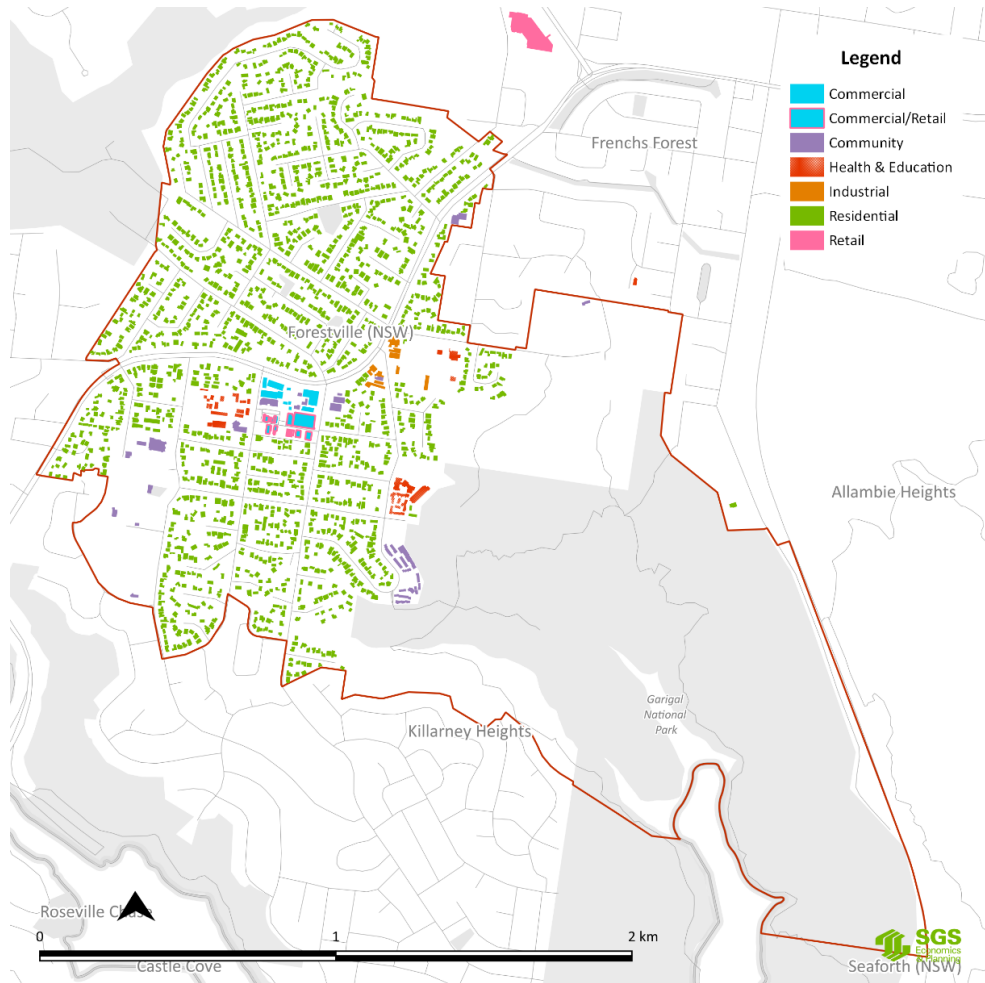 Legend
Commercial
Commercial/Retail
Community
Health & Education
Industrial
Residential
Retail
Frenchs Forest
Forestville (NSW)
Allambie Heights
Garigal
National
Park
Killarney Heights
Roseville Chase
0 1 2 km
Castle Cove
SGS
Economics
& Planning
Seaforth (NSW)